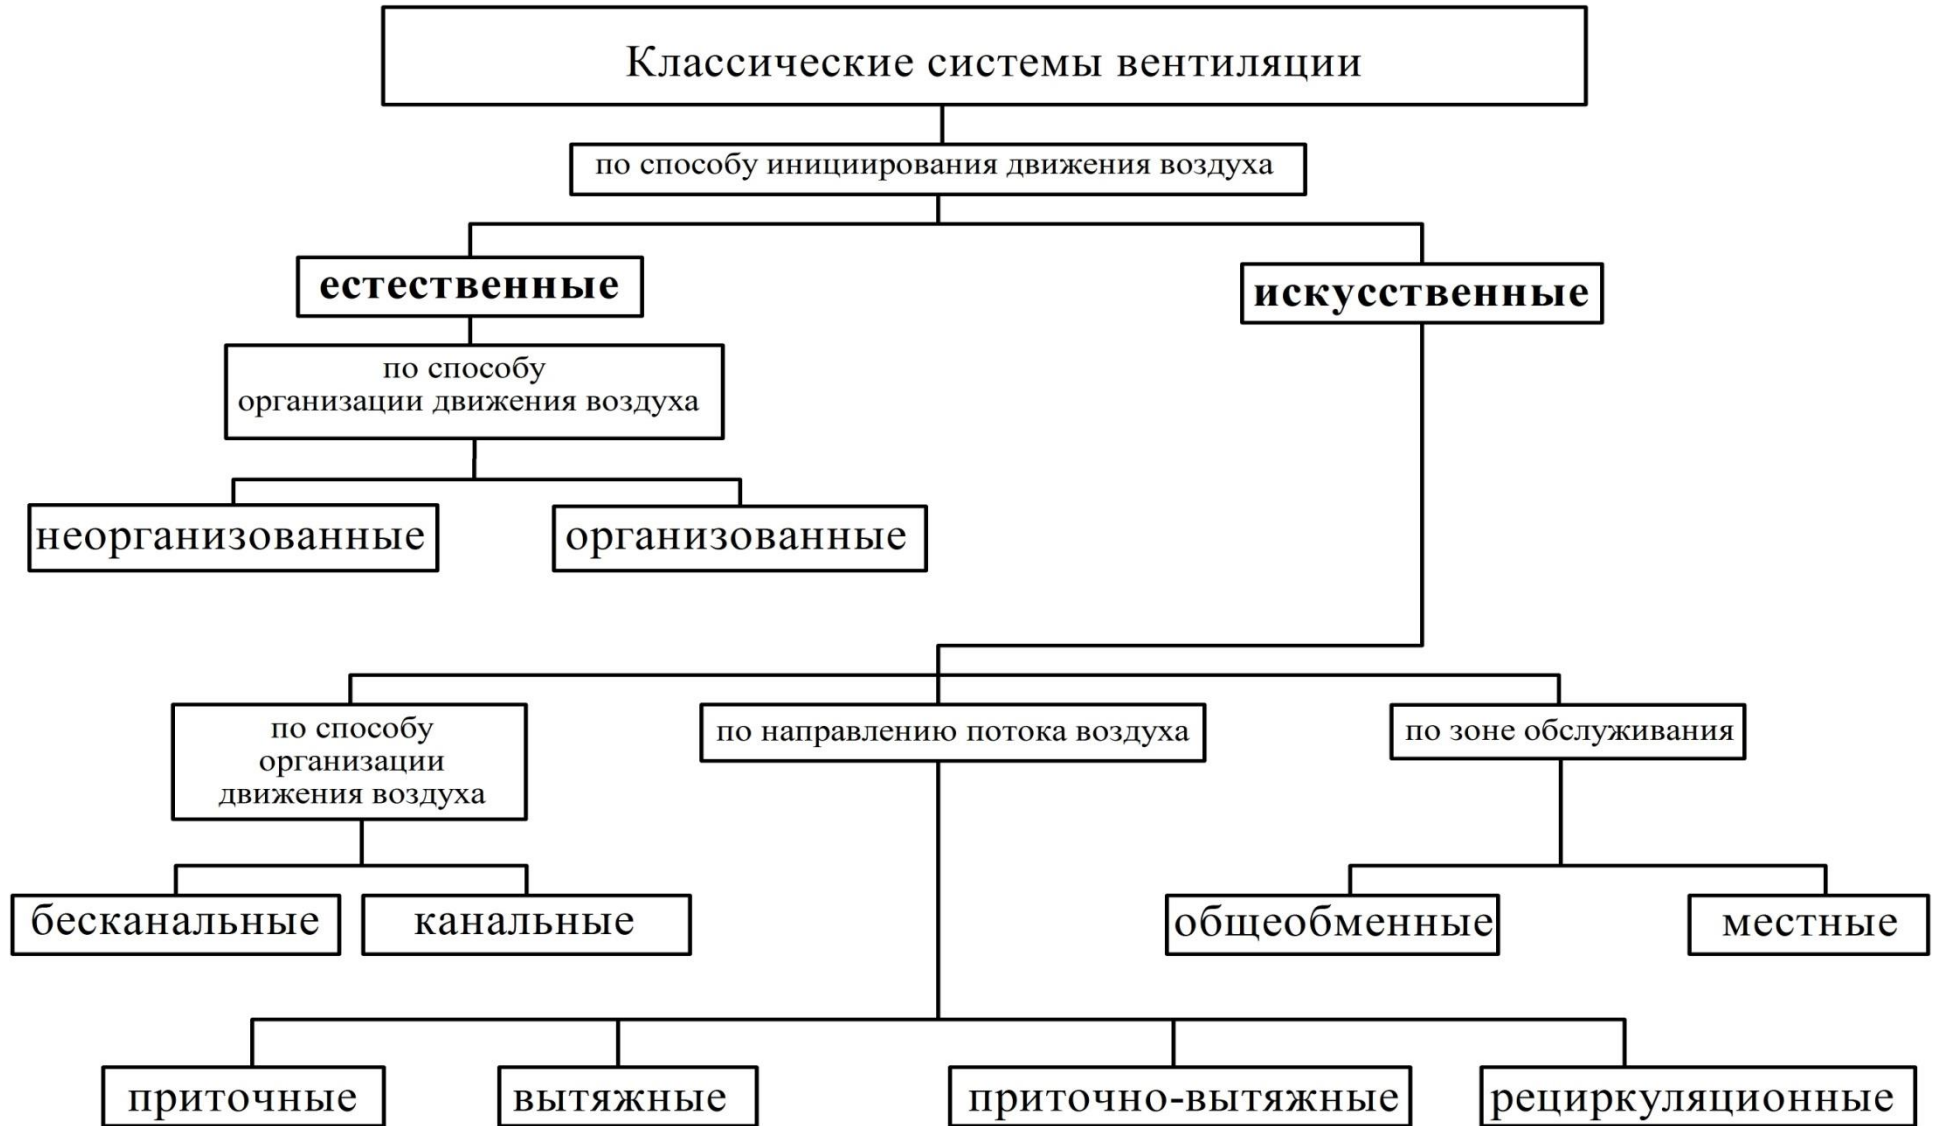 Классические системы вентиляции
по способу инициирования движения воздуха
естественные
искусственные
по способу
организации движения воздуха
неорганизованные
организованные
по способу
организации
движения воздуха
по направлению потока воздуха
по зоне обслуживания
бесканальные
канальные
общеобменные
местные
приточные
вытяжные
приточно-вытяжные
рециркуляционные